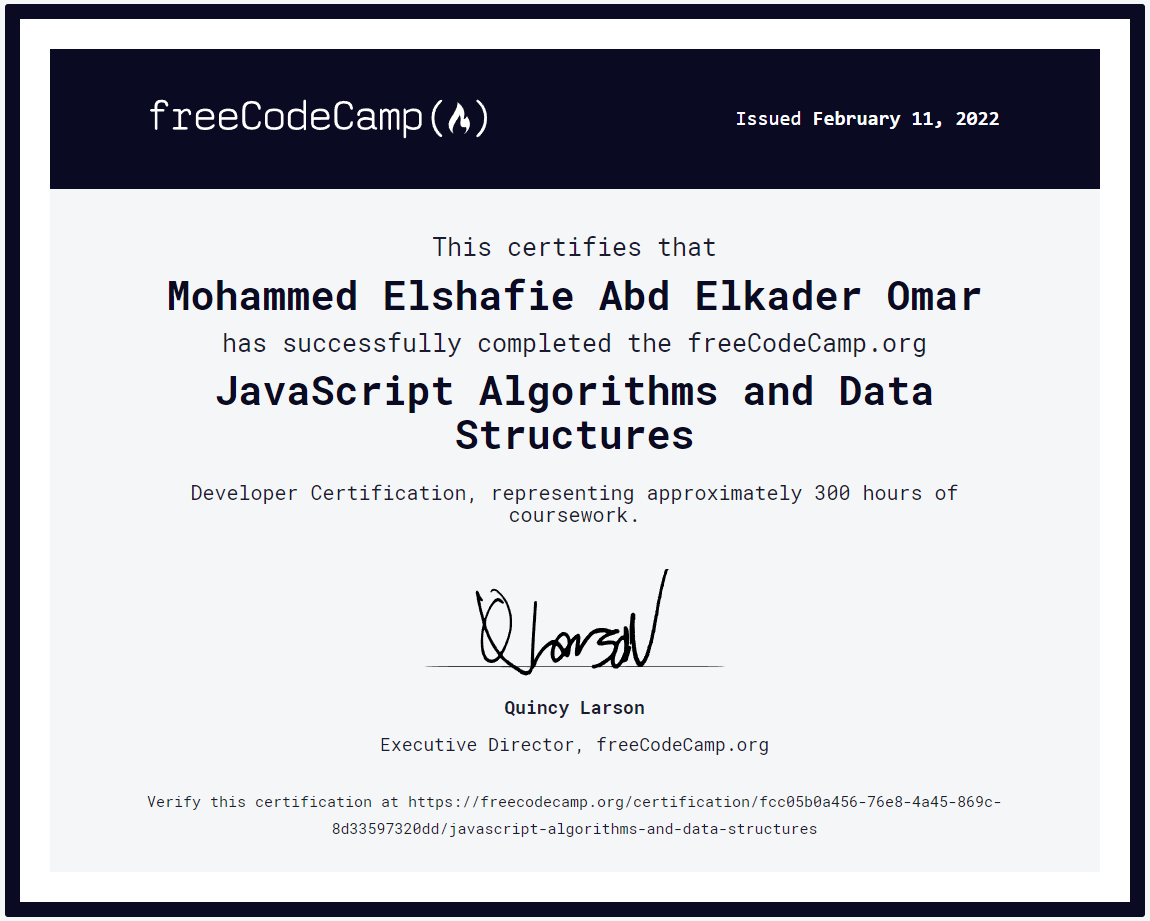 freeCodeCamp
Issued February 11, 2022
This certifies that
Mohammed Elshafie Abd Elkader Omar
has successfully completed the freeCodeCamp.org
JavaScript Algorithms and Data
Structures
Developer Certification, representing approximately 300 hours of
coursework.
Q Larson
Quincy Larson
Executive Director, freeCodeCamp.org
Verify this certification at https://freecodecamp.org/certification/fcc05b0a456-76e8-4a45-869c-
8d33597320dd/javascript-algorithms-and-data-structures